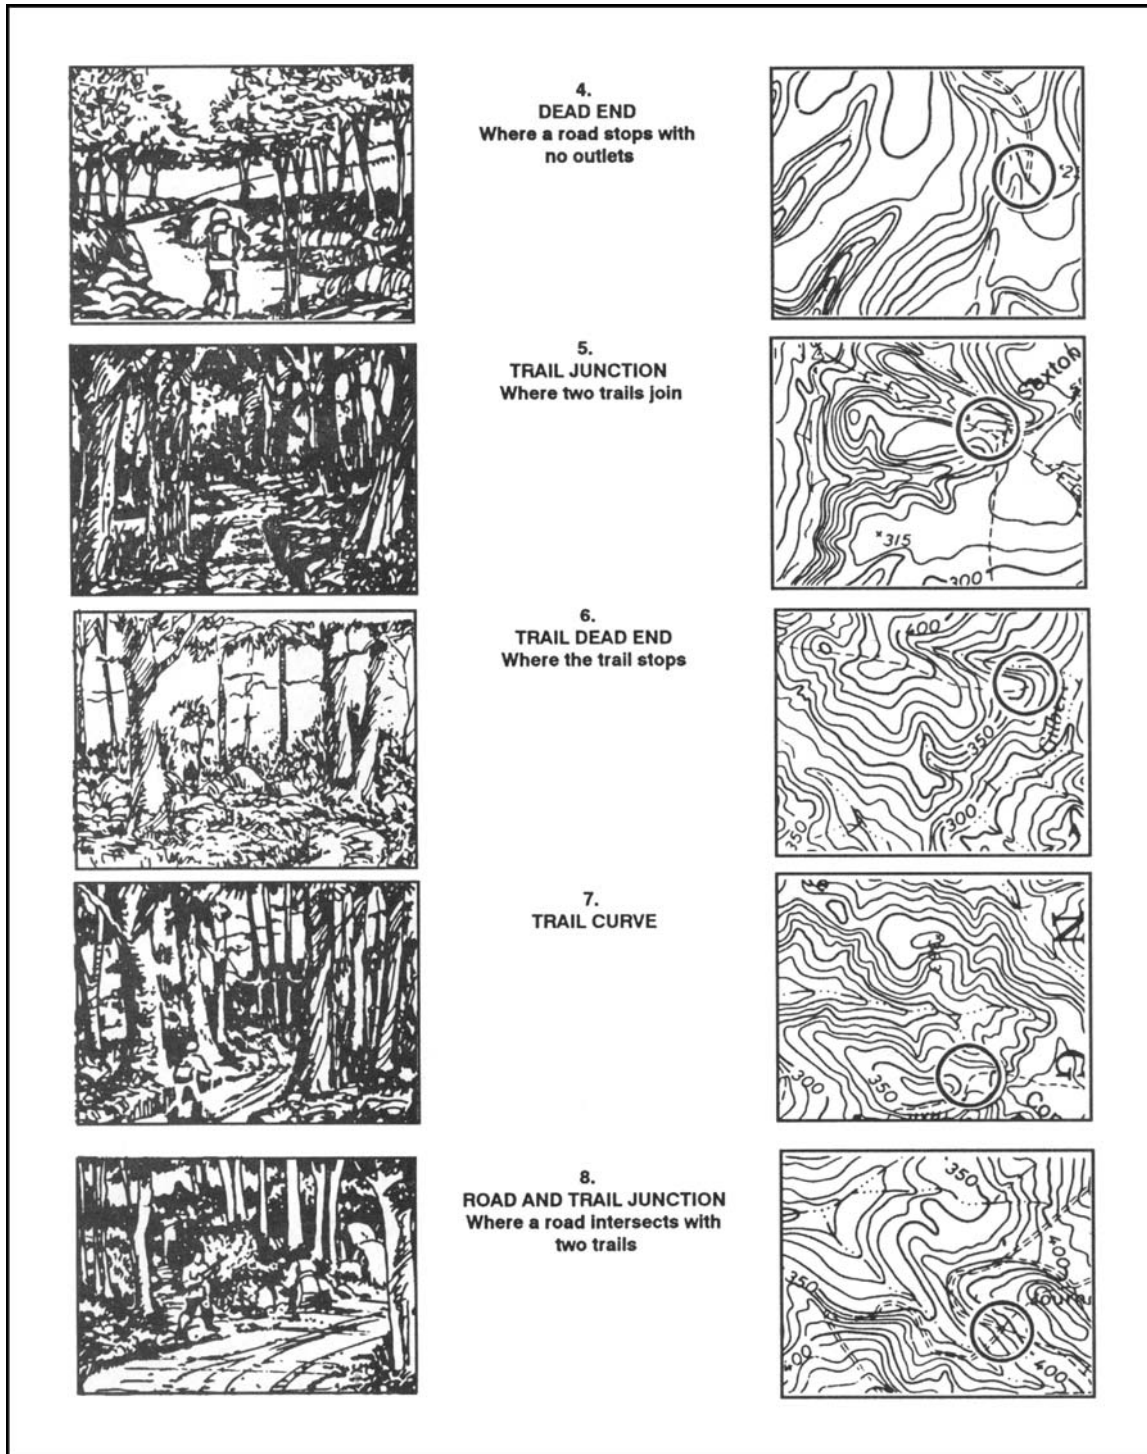 4.
DEAD END
Where a road stops with
no outlets
5.
TRAIL JUNCTION
Where two trails join
315
300
6.
TRAIL DEAD END
Where the trail stops
400
350
300
350
7.
TRAIL CURVE
N
G
300
350
8.
ROAD AND TRAIL JUNCTION
Where a road intersects with
two trails
350
350
400
400
400